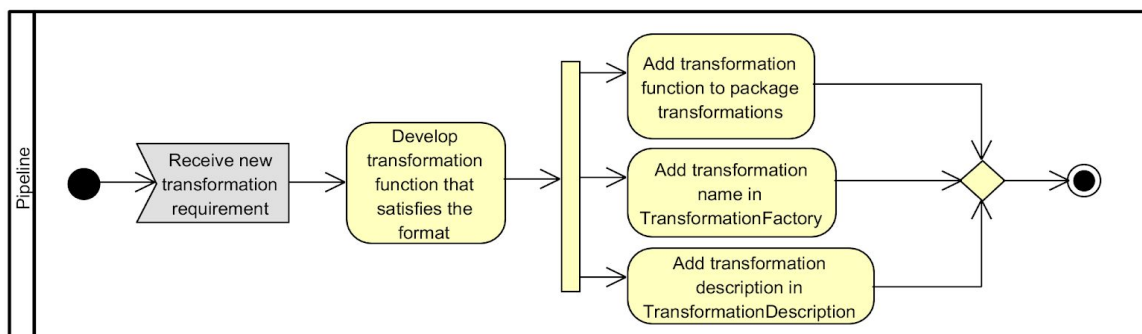 Pipeline
Receive new
transformation
requirement
Develop
transformation
function that
satisfies the
format
Add transformation
function to package
transformations
Add transformation
name in
TransformationFactory
Add transformation
description in
TransformationDescription